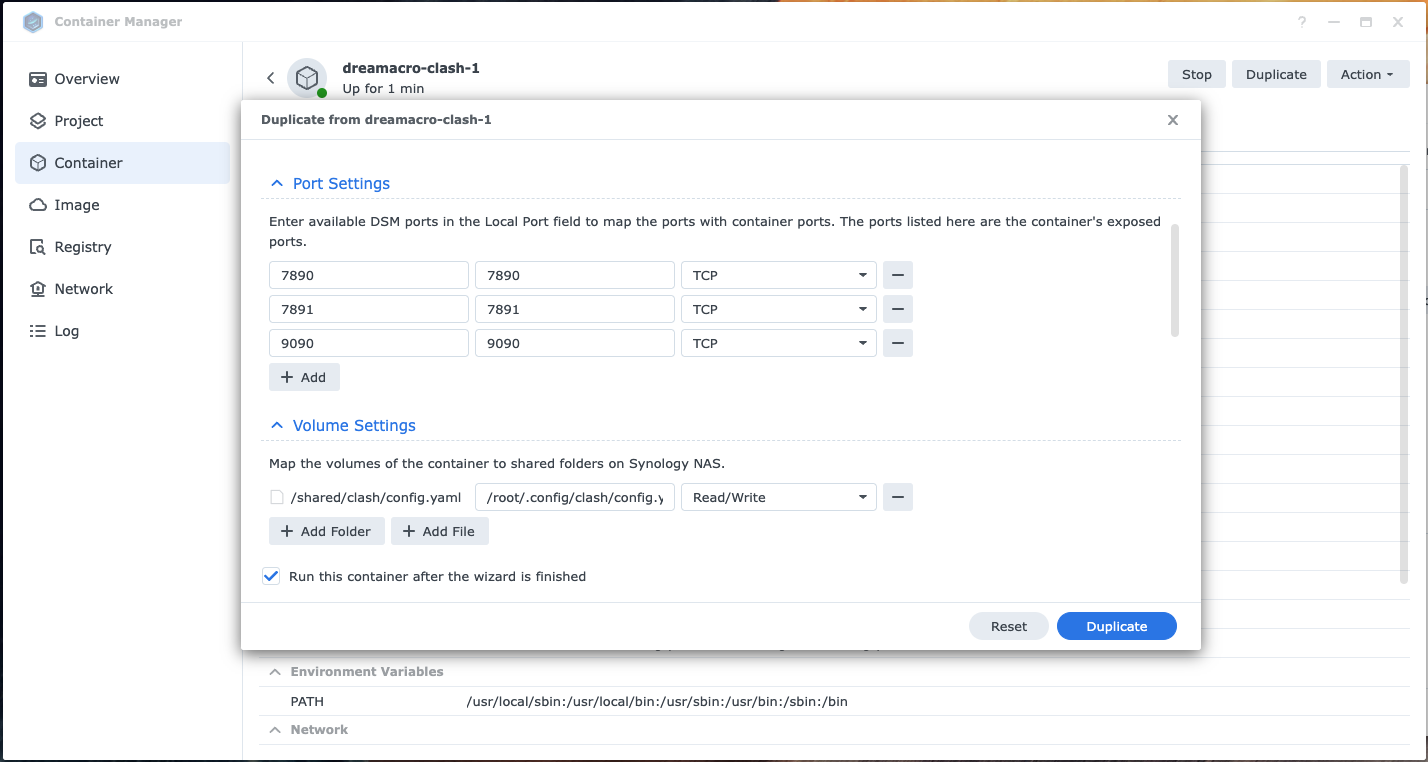 Container Manager
?
Overview
Project
Container
Image
Registry
Network
Log
dreamacro-clash-1
Up for 1 min
Stop
Duplicate
Action
Duplicate from dreamacro-clash-1
Port Settings
Enter available DSM ports in the Local Port field to map the ports with container ports. The ports listed here are the container's exposed
ports.
7890 7890 TCP
7891 7891 TCP
9090 9090 TCP
Add
Volume Settings
Map the volumes of the container to shared folders on Synology NAS.
/shared/clash/config.yaml /root/.config/clash/config.y Read/Write
Add Folder Add File
Run this container after the wizard is finished
Reset Duplicate
Environment Variables
PATH /usr/local/sbin:/usr/local/bin:/usr/sbin:/usr/bin:/sbin:/bin
Network